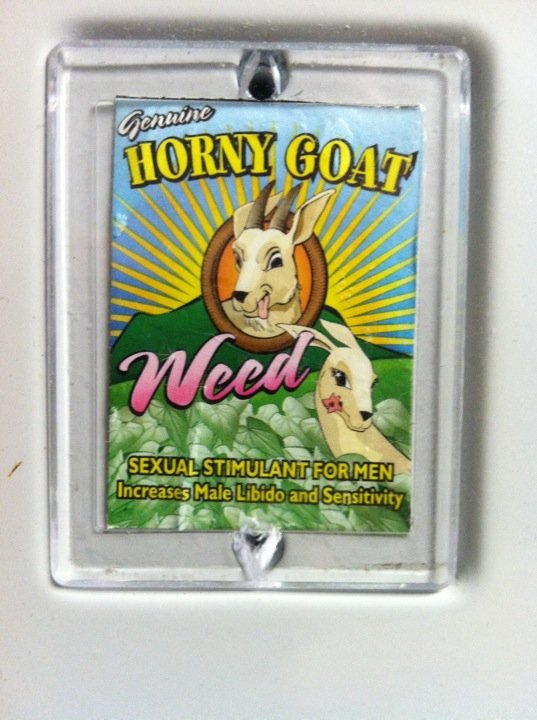 Genuine
HORNY GOAT
Weed
SEXUAL STIMULANT FOR MEN
Increases Male Libido and Sensitivity